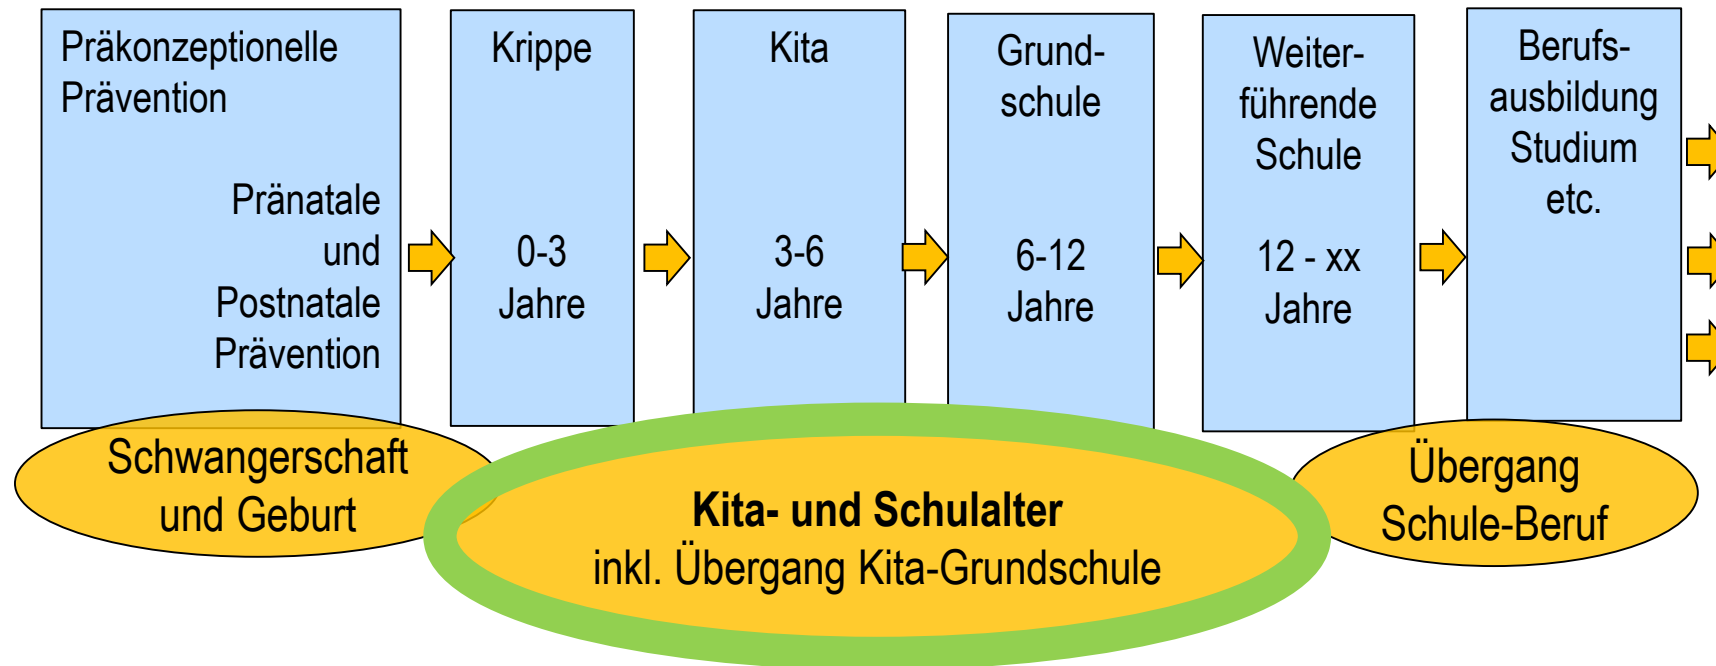 Präkonzeptionelle
Prävention
Pränatale
und
Postnatale
Prävention
Krippe
0-3
Jahre
Kita
3-6
Jahre
Grund-
schule
6-12
Jahre
Weiter-
führende
Schule
12 - xx
Jahre
Berufs-
ausbildung
Studium
etc.
Schwangerschaft
und Geburt
Kita- und Schulalter
inkl. Übergang Kita-Grundschule
Übergang
Schule-Beruf